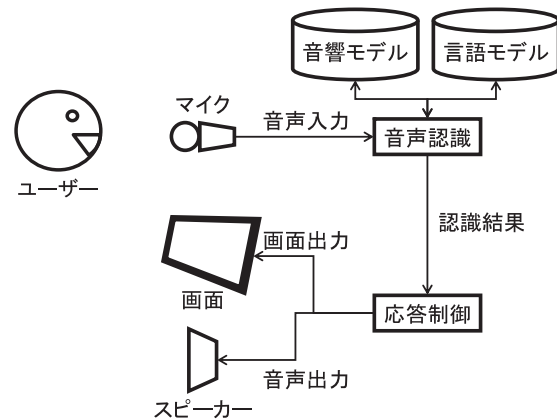 音響モデル
言語モデル
マイク
音声入力
音声認識
ユーザー
認識結果
画面出力
画面
応答制御
音声出力
スピーカー